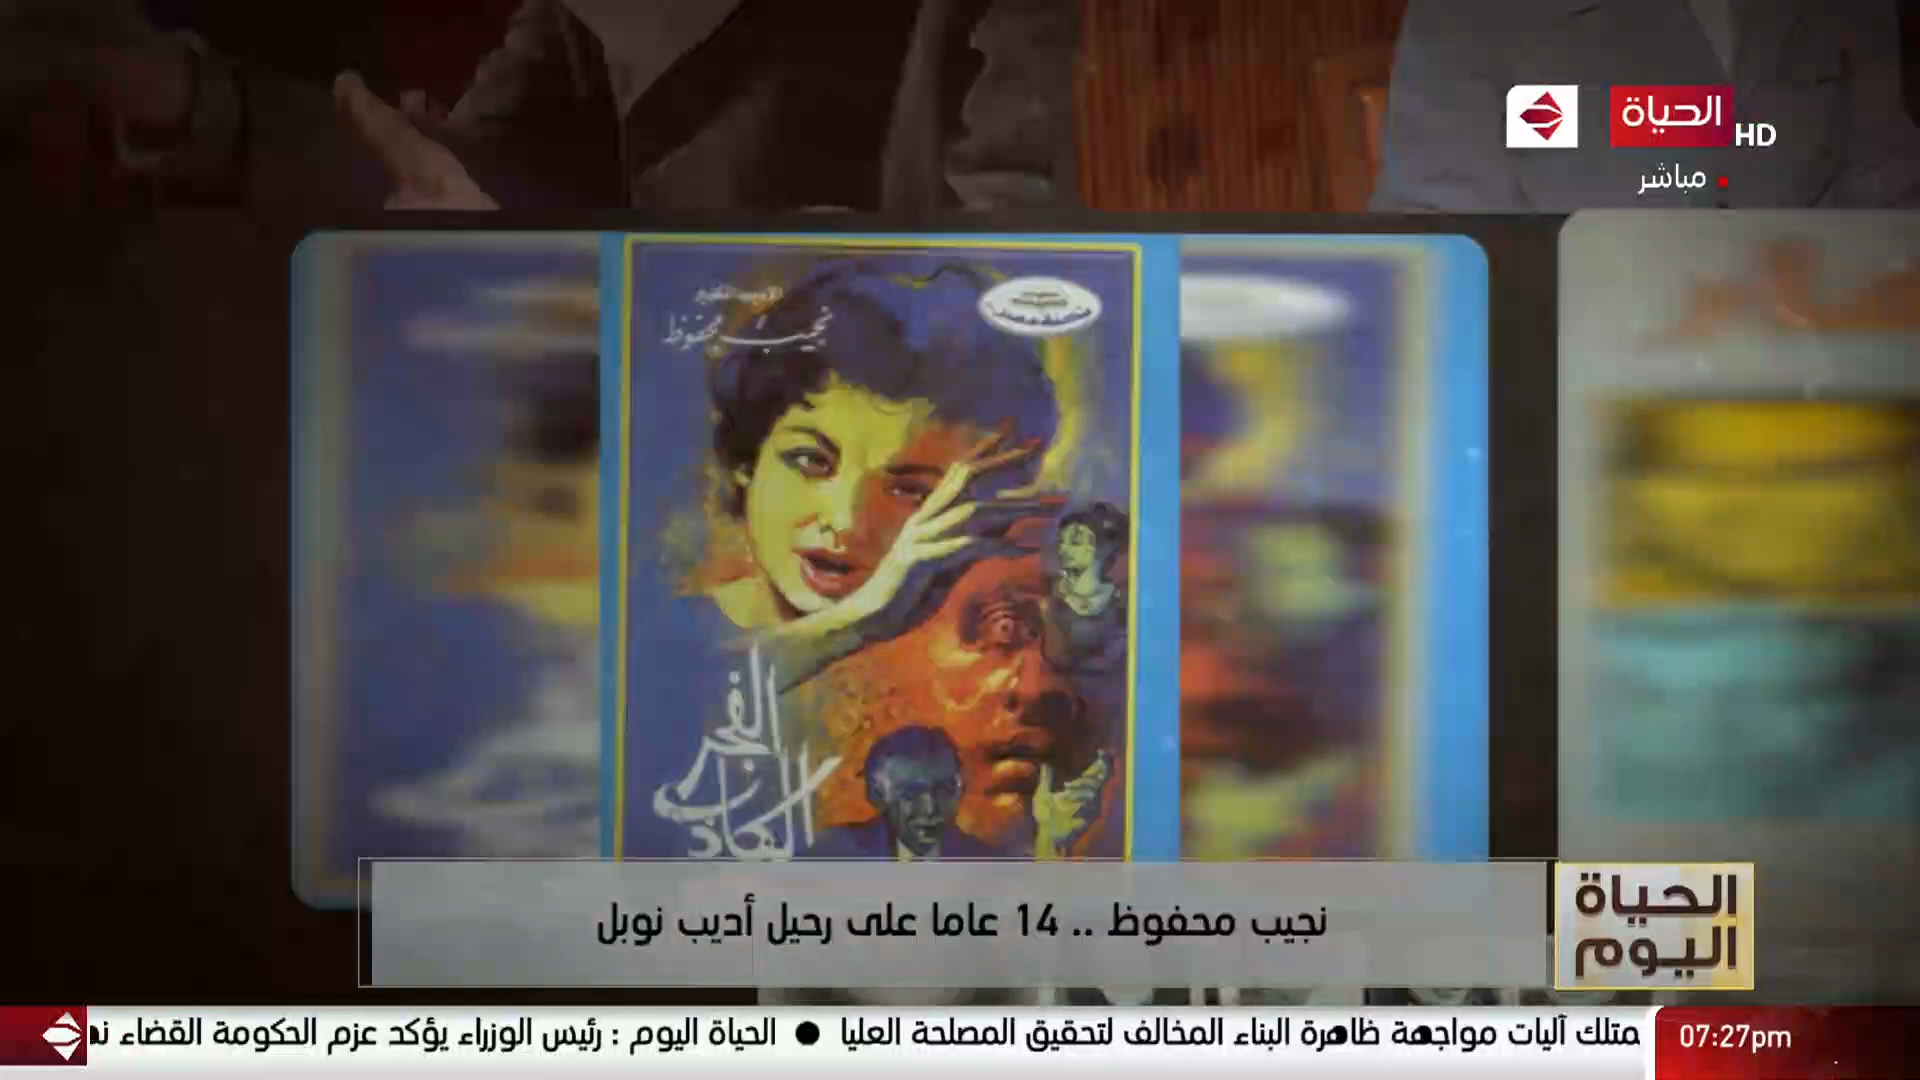 الحياة
HD
مباشر
نجيب محفوظ
الفجر
الكاذب
نجيب محفوظ .. 14 عاما على رحيل أديب نوبل
الحياة
اليوم
يمتلك آليات مواجهة ظاهرة البناء المخالف لتحقيق المصلحة العليا ● الحياة اليوم : رئيس الوزراء يؤكد عزم الحكومة القضاء
07:27pm